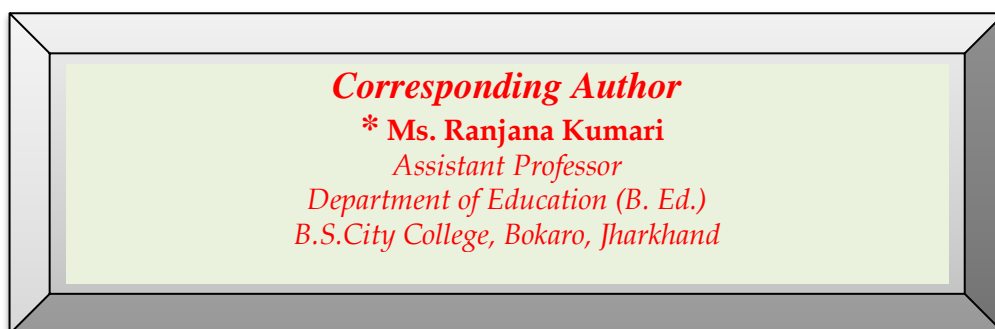 Corresponding Author
* Ms. Ranjana Kumari
Assistant Professor
Department of Education (B. Ed.)
B.S.City College, Bokaro, Jharkhand